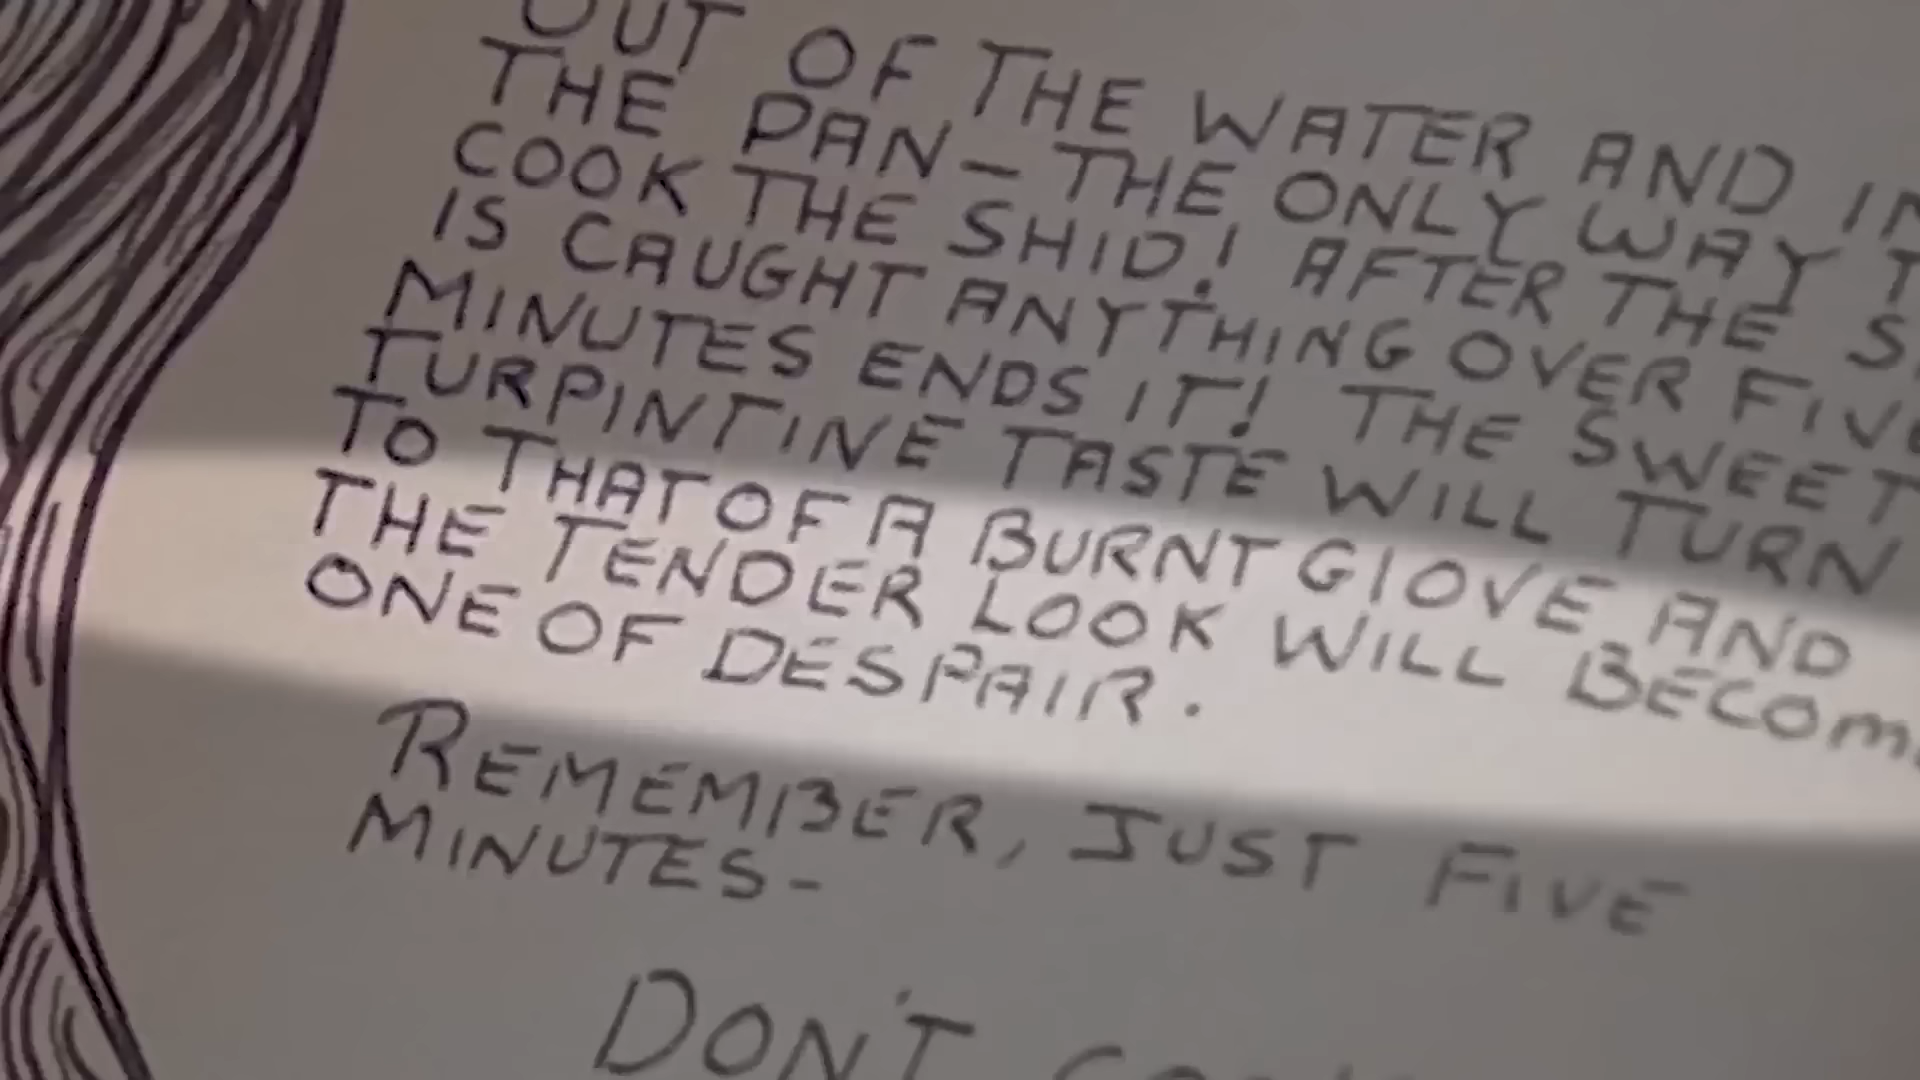 OUT OF THE WATER AND IN
THE PAN - THE ONLY WAY T
COOK THE SHID! AFTER THE S
IS CAUGHT ANYTHING OVER FIVE
MINUTES ENDS IT! THE SWEET
TURPINTINE TASTE WILL TURN
TO THAT OF A BURNT GLOVE AND
THE TENDER LOOK WILL BECOME
ONE OF DESPAIR.
REMEMBER, JUST FIVE
MINUTES-
DON'T